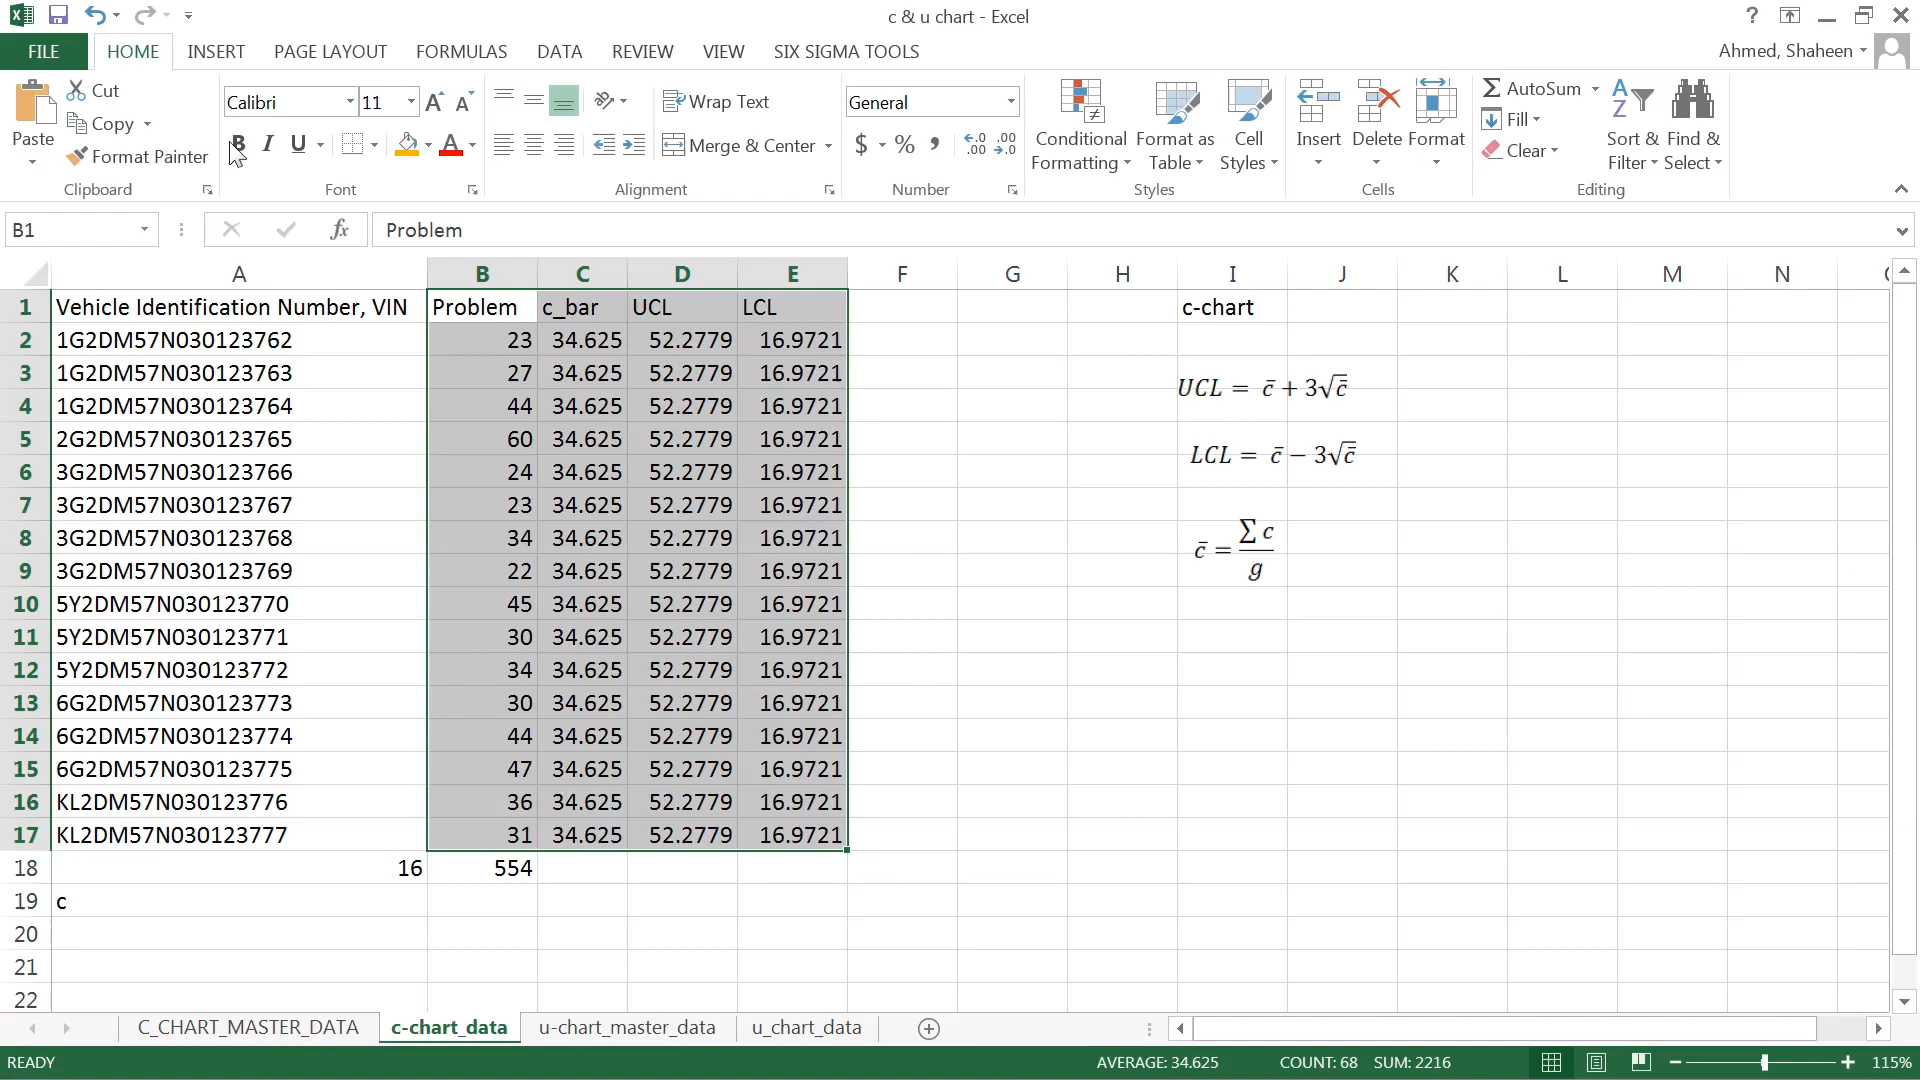 c & u chart - Excel
FILE HOME INSERT PAGE LAYOUT FORMULAS DATA REVIEW VIEW SIX SIGMA TOOLS Ahmed, Shaheen
Paste Cut Copy Format Painter Clipboard
Calibri 11 B I U A Font
Wrap Text Merge & Center Alignment
General $ % , Number
Conditional Formatting Format as Table Cell Styles Styles
Insert Delete Format Cells
AutoSum Fill Clear Sort & Filter Find & Select Editing
B1 fx Problem
A B C D E F G H I J K L M N
1 Vehicle Identification Number, VIN Problem c_bar UCL LCL c-chart
2 1G2DM57N030123762 23 34.625 52.2779 16.9721
3 1G2DM57N030123763 27 34.625 52.2779 16.9721
4 1G2DM57N030123764 44 34.625 52.2779 16.9721
UCL = c̄ + 3√c̄
5 2G2DM57N030123765 60 34.625 52.2779 16.9721
6 3G2DM57N030123766 24 34.625 52.2779 16.9721
LCL = c̄ − 3√c̄
7 3G2DM57N030123767 23 34.625 52.2779 16.9721
8 3G2DM57N030123768 34 34.625 52.2779 16.9721
9 3G2DM57N030123769 22 34.625 52.2779 16.9721
c̄ = ∑ c / g
10 5Y2DM57N030123770 45 34.625 52.2779 16.9721
11 5Y2DM57N030123771 30 34.625 52.2779 16.9721
12 5Y2DM57N030123772 34 34.625 52.2779 16.9721
13 6G2DM57N030123773 30 34.625 52.2779 16.9721
14 6G2DM57N030123774 44 34.625 52.2779 16.9721
15 6G2DM57N030123775 47 34.625 52.2779 16.9721
16 KL2DM57N030123776 36 34.625 52.2779 16.9721
17 KL2DM57N030123777 31 34.625 52.2779 16.9721
18 16 554
19 c
20
21
22
C_CHART_MASTER_DATA c-chart_data u-chart_master_data u_chart_data
READY AVERAGE: 34.625 COUNT: 68 SUM: 2216 115%